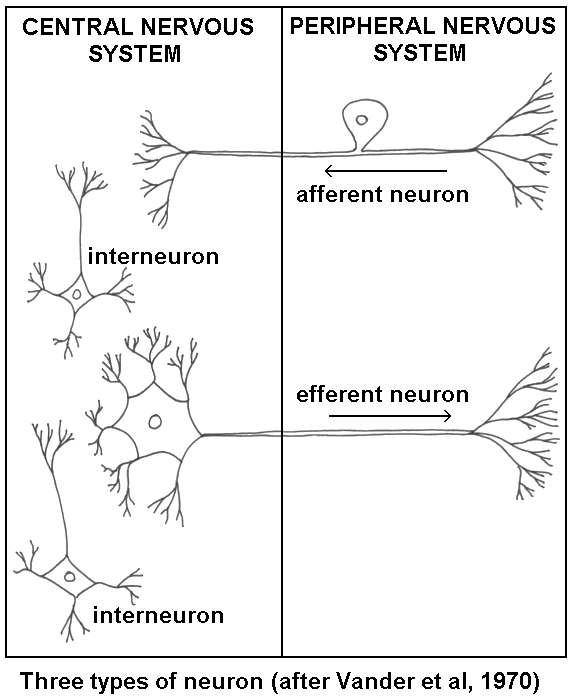 CENTRAL NERVOUS
SYSTEM
PERIPHERAL NERVOUS
SYSTEM
afferent neuron
interneuron
efferent neuron
interneuron
Three types of neuron (after Vander et al, 1970)